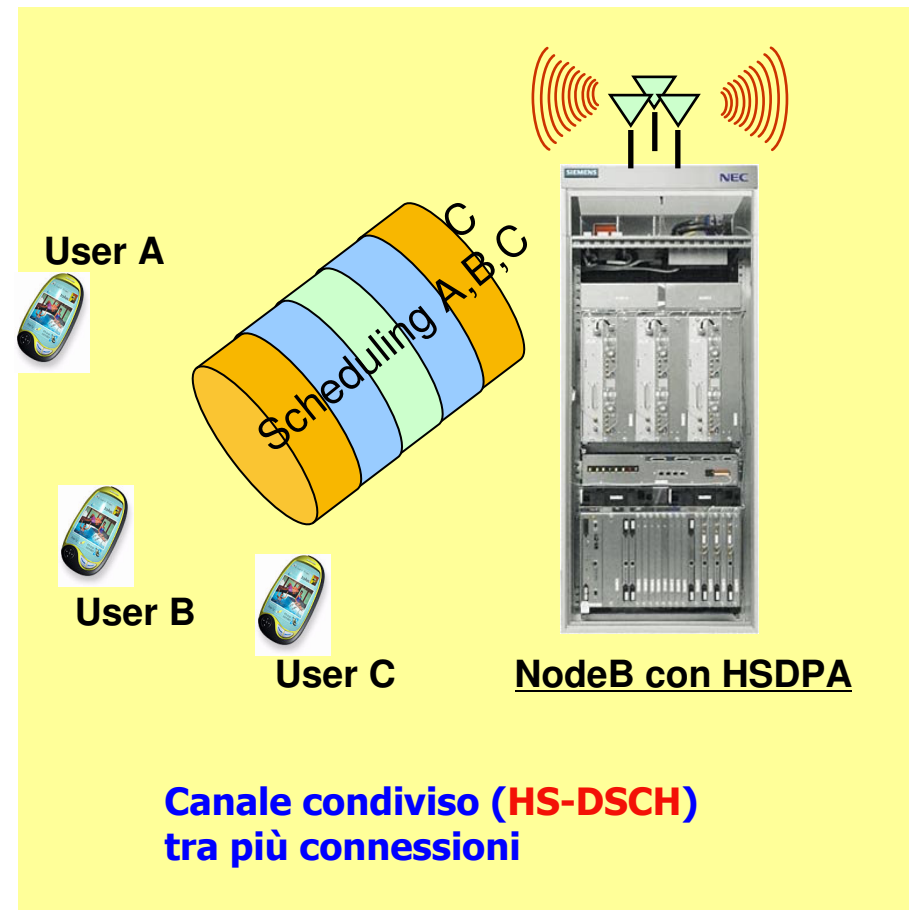 SIEMENS
NEC
C
Scheduling A,B,C
User A
User B
User C
NodeB con HSDPA
Canale condiviso (HS-DSCH)
tra più connessioni